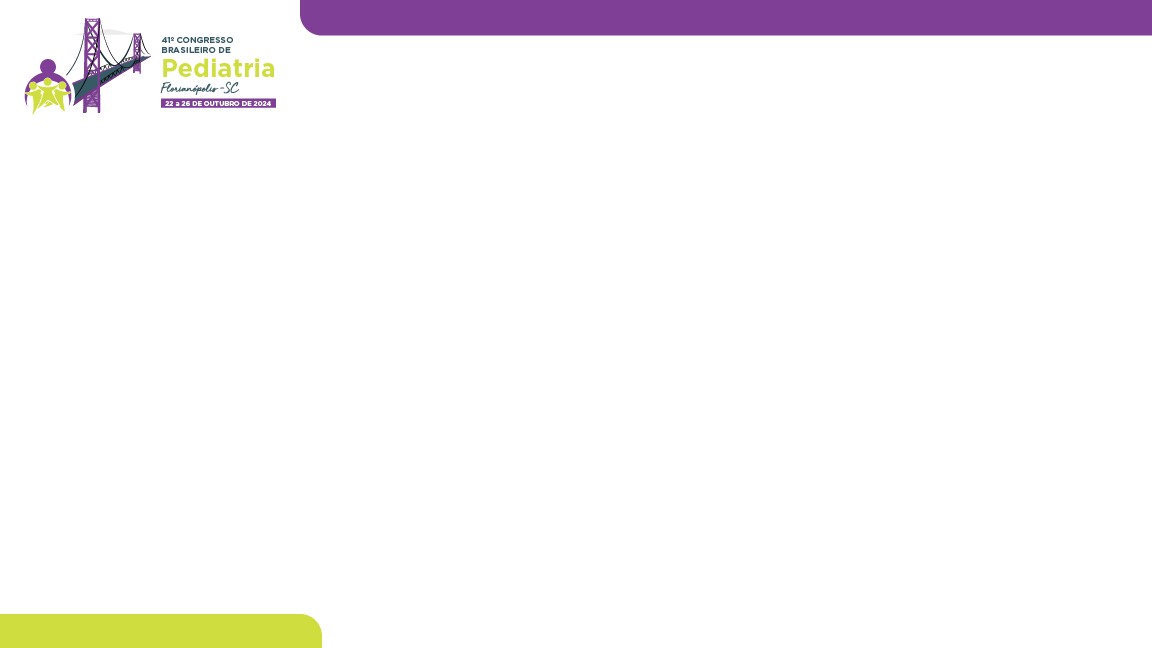 41º CONGRESSO
BRASILEIRO DE
Pediatria
Florianópolis-SC
22 a 26 DE OUTUBRO DE 2024